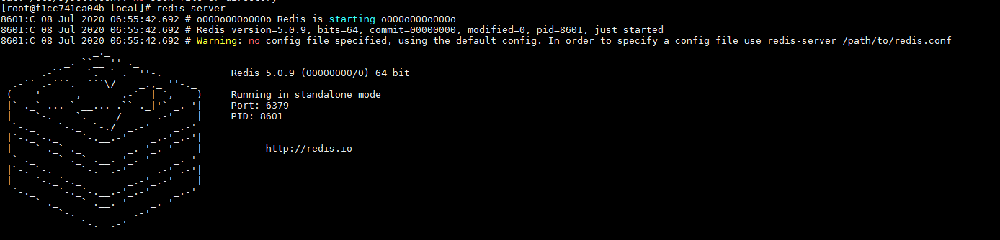 [root@f1cc741ca04b local]# redis-server
8601:C 08 Jul 2020 06:55:42.692 # oO0OoO0OoO0Oo Redis is starting oO0OoO0OoO0Oo
8601:C 08 Jul 2020 06:55:42.692 # Redis version=5.0.9, bits=64, commit=00000000, modified=0, pid=8601, just started
8601:C 08 Jul 2020 06:55:42.692 # Warning: no config file specified, using the default config. In order to specify a config file use redis-server /path/to/redis.conf
Redis 5.0.9 (00000000/0) 64 bit
Running in standalone mode
Port: 6379
PID: 8601
http://redis.io